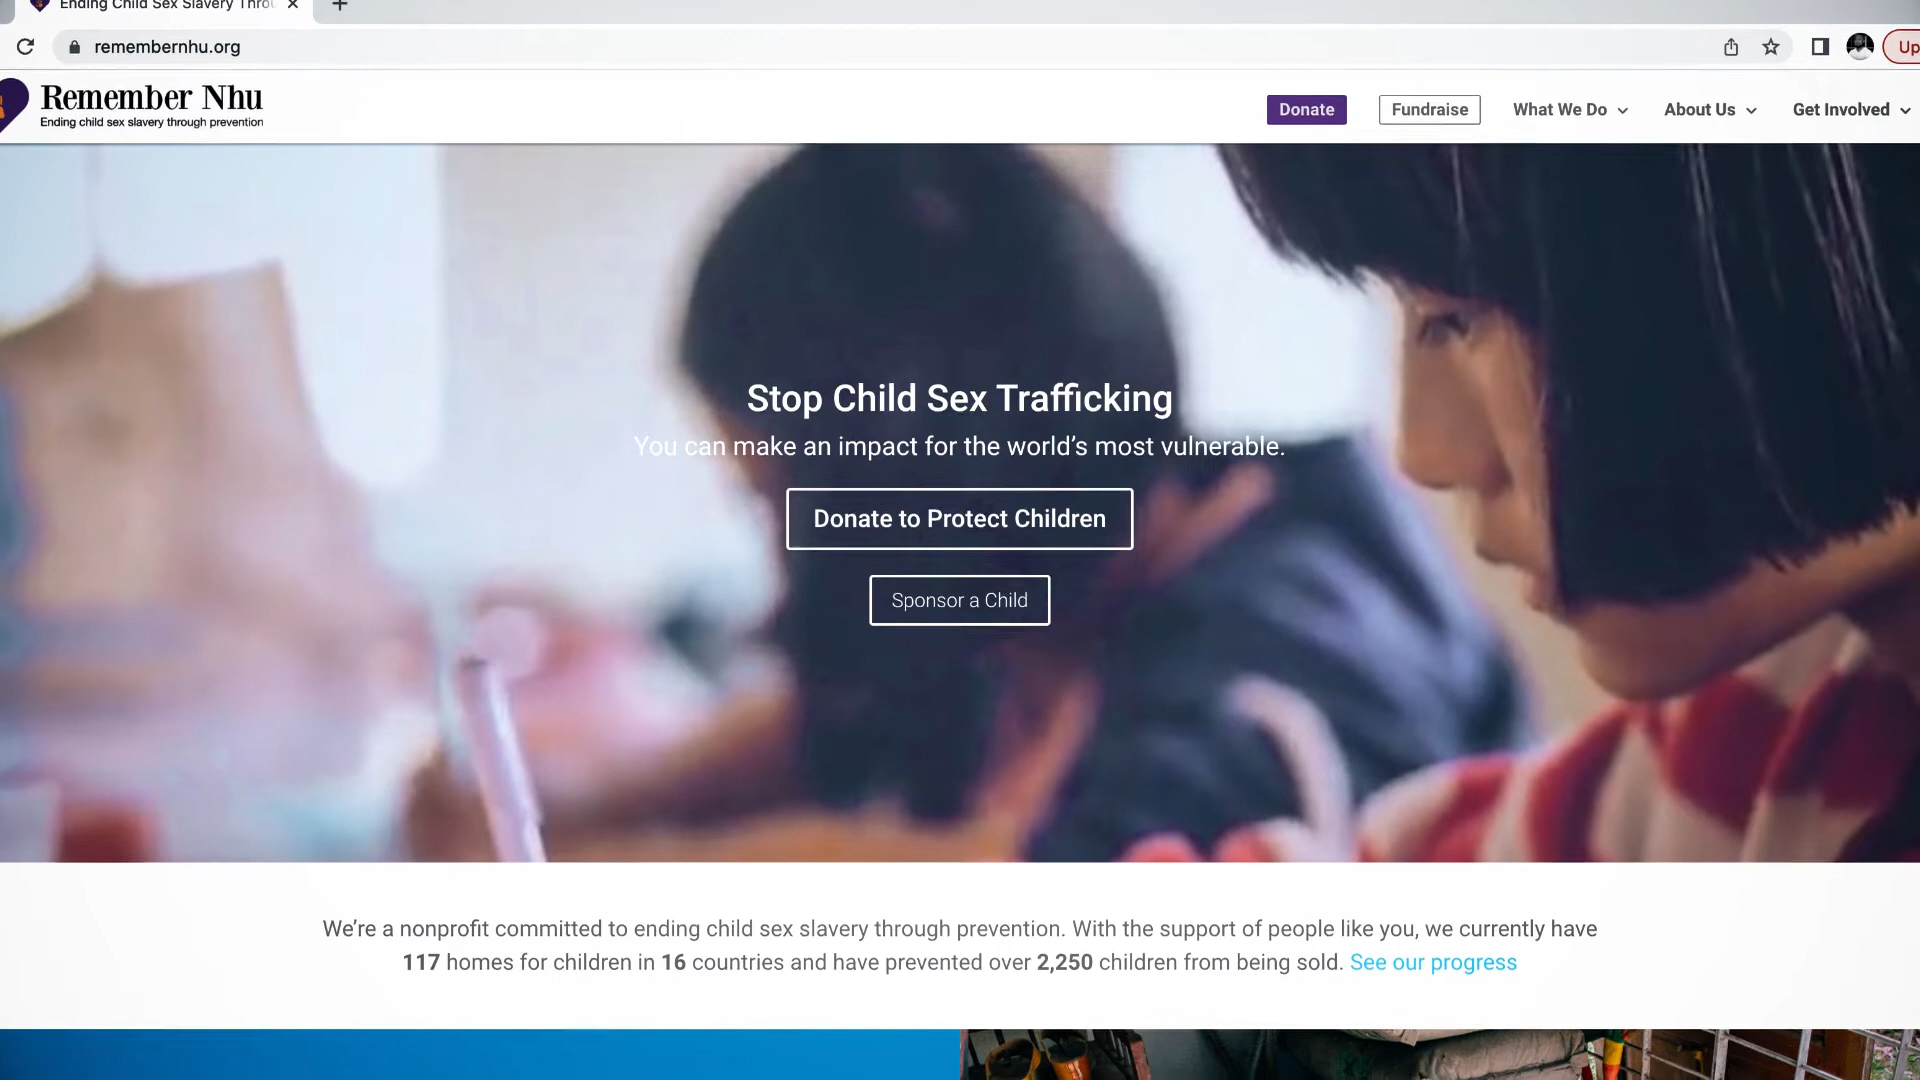 Ending Child Sex Slavery Throu
remembernhu.org
Up
Remember Nhu
Ending child sex slavery through prevention
Donate
Fundraise
What We Do
About Us
Get Involved
Stop Child Sex Trafficking
You can make an impact for the world’s most vulnerable.
Donate to Protect Children
Sponsor a Child
We’re a nonprofit committed to ending child sex slavery through prevention. With the support of people like you, we currently have
117 homes for children in 16 countries and have prevented over 2,250 children from being sold. See our progress